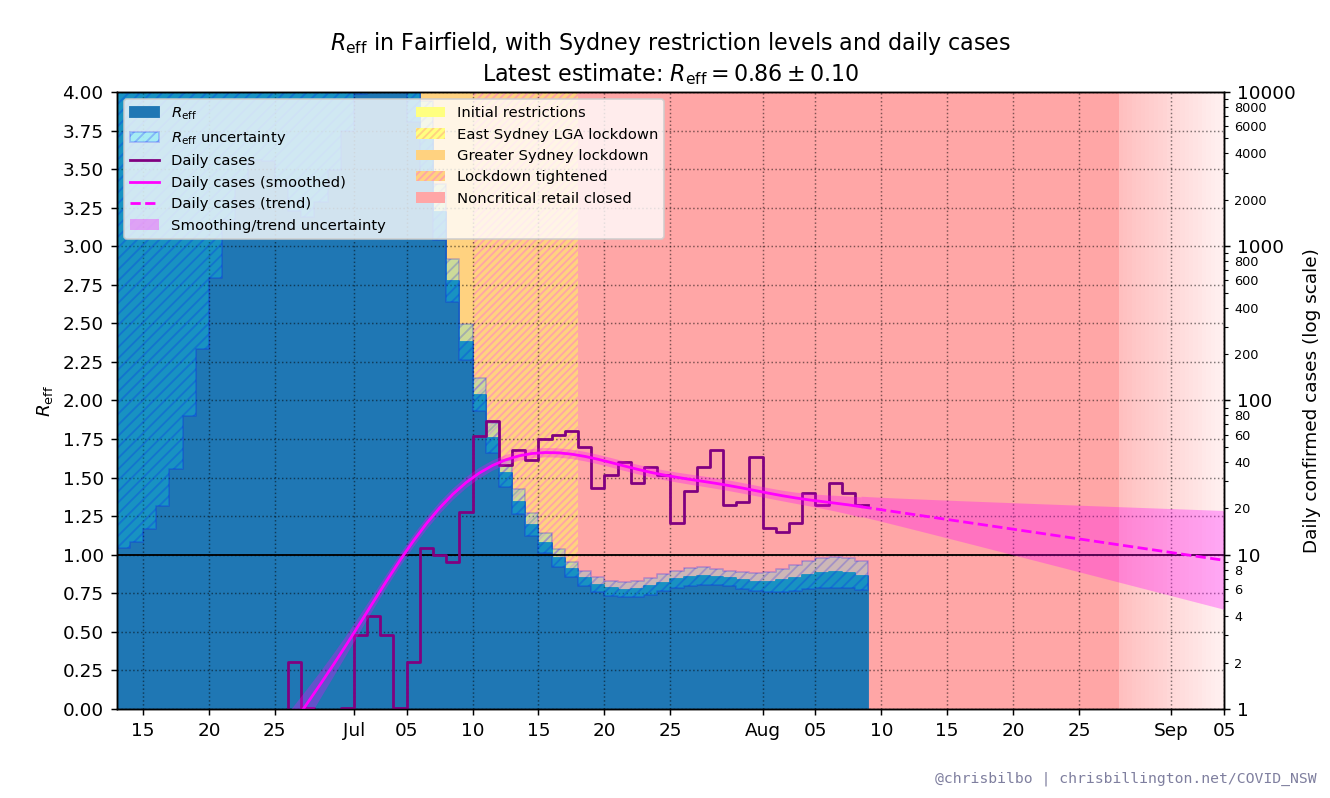 Reff in Fairfield, with Sydney restriction levels and daily cases
Latest estimate: Reff = 0.86 ± 0.10
Reff
Reff uncertainty
Daily cases
Daily cases (smoothed)
Daily cases (trend)
Smoothing/trend uncertainty
Initial restrictions
East Sydney LGA lockdown
Greater Sydney lockdown
Lockdown tightened
Noncritical retail closed
Reff
4.00
3.75
3.50
3.25
3.00
2.75
2.50
2.25
2.00
1.75
1.50
1.25
1.00
0.75
0.50
0.25
0.00
15 20 25 Jul 05 10 15 20 25 Aug 05 10 15 20 25 Sep 05
10000
8000
6000
4000
2000
1000
800
600
400
200
100
80
60
40
20
10
8
6
4
2
1
Daily confirmed cases (log scale)
@chrisbilbo | chrisbillington.net/COVID_NSW